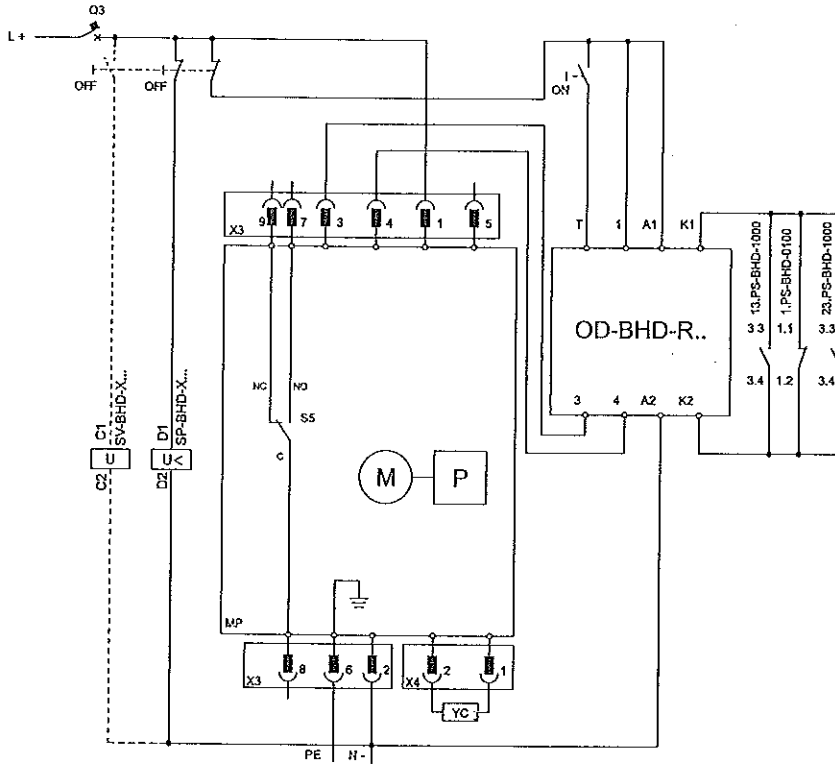 Q3
L +
OFF
OFF
ON
X3
9
7
3
4
1
5
T
1
A1
K1
13.PS-BHD-1000
1.PS-BHD-0100
23.PS-BHD-1000
OD-BHD-R..
3.3
1.1
3.3
3.4
1.2
3.4
3
4
A2
K2
NC
NO
S5
C
C1
SV-BHD-X...
U
C2
D1
SP-BHD-X...
U<
D2
M
P
MP
X3
8
6
2
X4
2
1
YC
PE
N -